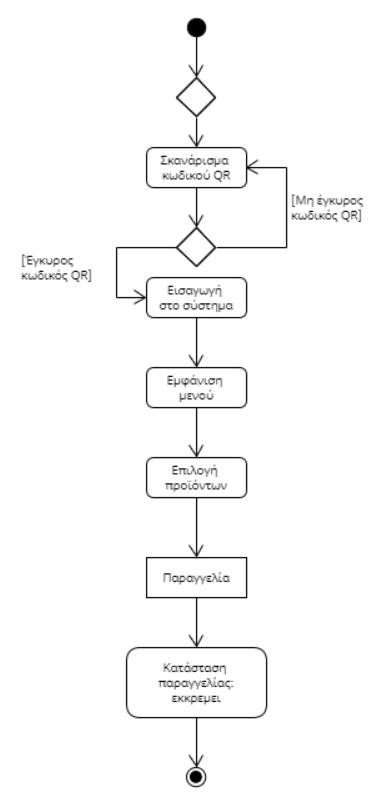 Σκανάρισμα
κωδικού QR
[Μη έγκυρος
κωδικός QR]
[Έγκυρος
κωδικός QR]
Εισαγωγή
στο σύστημα
Εμφάνιση
μενού
Επιλογή
προϊόντων
Παραγγελία
Κατάσταση
παραγγελίας:
εκκρεμει